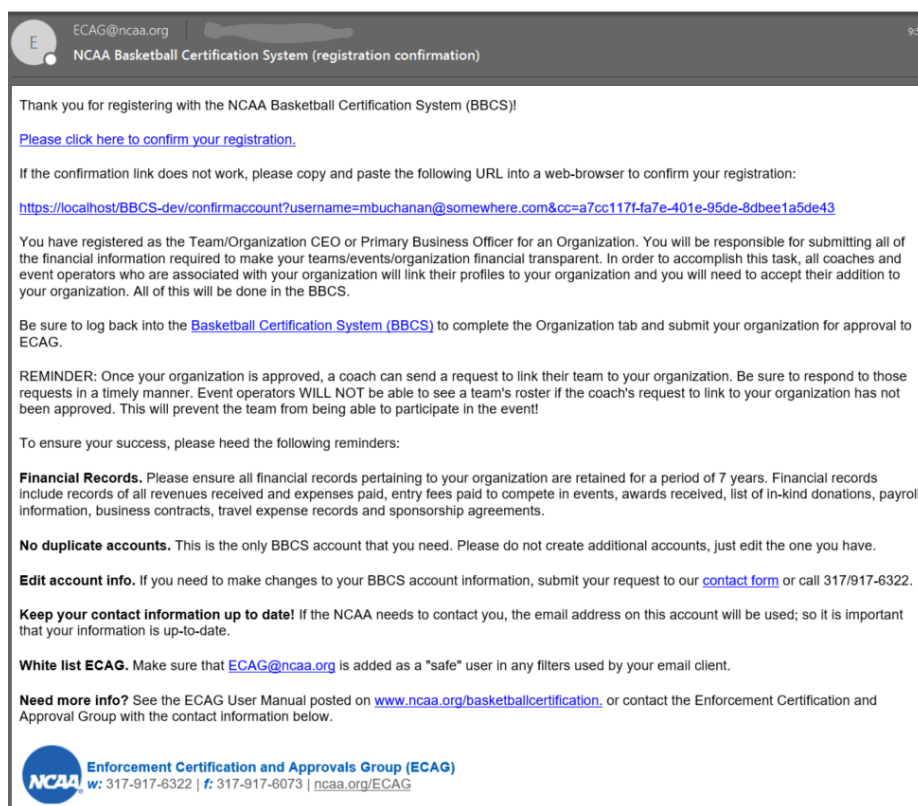 E
ECAG@ncaa.org
9:5
NCAA Basketball Certification System (registration confirmation)
Thank you for registering with the NCAA Basketball Certification System (BBCS)!
Please click here to confirm your registration.
If the confirmation link does not work, please copy and paste the following URL into a web-browser to confirm your registration:
https://localhost/BBCS-dev/confirmaccount?username=mbuchanan@somewhere.com&cc=a7cc117f-fa7e-401e-95de-8dbee1a5de43
You have registered as the Team/Organization CEO or Primary Business Officer for an Organization. You will be responsible for submitting all of
the financial information required to make your teams/events/organization financial transparent. In order to accomplish this task, all coaches and
event operators who are associated with your organization will link their profiles to your organization and you will need to accept their addition to
your organization. All of this will be done in the BBCS.
Be sure to log back into the Basketball Certification System (BBCS) to complete the Organization tab and submit your organization for approval to
ECAG.
REMINDER: Once your organization is approved, a coach can send a request to link their team to your organization. Be sure to respond to those
requests in a timely manner. Event operators WILL NOT be able to see a team's roster if the coach's request to link to your organization has not
been approved. This will prevent the team from being able to participate in the event!
To ensure your success, please heed the following reminders:
Financial Records. Please ensure all financial records pertaining to your organization are retained for a period of 7 years. Financial records
include records of all revenues received and expenses paid, entry fees paid to compete in events, awards received, list of in-kind donations, payroll
information, business contracts, travel expense records and sponsorship agreements.
No duplicate accounts. This is the only BBCS account that you need. Please do not create additional accounts, just edit the one you have.
Edit account info. If you need to make changes to your BBCS account information, submit your request to our contact form or call 317/917-6322.
Keep your contact information up to date! If the NCAA needs to contact you, the email address on this account will be used; so it is important
that your information is up-to-date.
White list ECAG. Make sure that ECAG@ncaa.org is added as a "safe" user in any filters used by your email client.
Need more info? See the ECAG User Manual posted on www.ncaa.org/basketballcertification. or contact the Enforcement Certification and
Approval Group with the contact information below.
NCAA
Enforcement Certification and Approvals Group (ECAG)
w: 317-917-6322 | f: 317-917-6073 | ncaa.org/ECAG